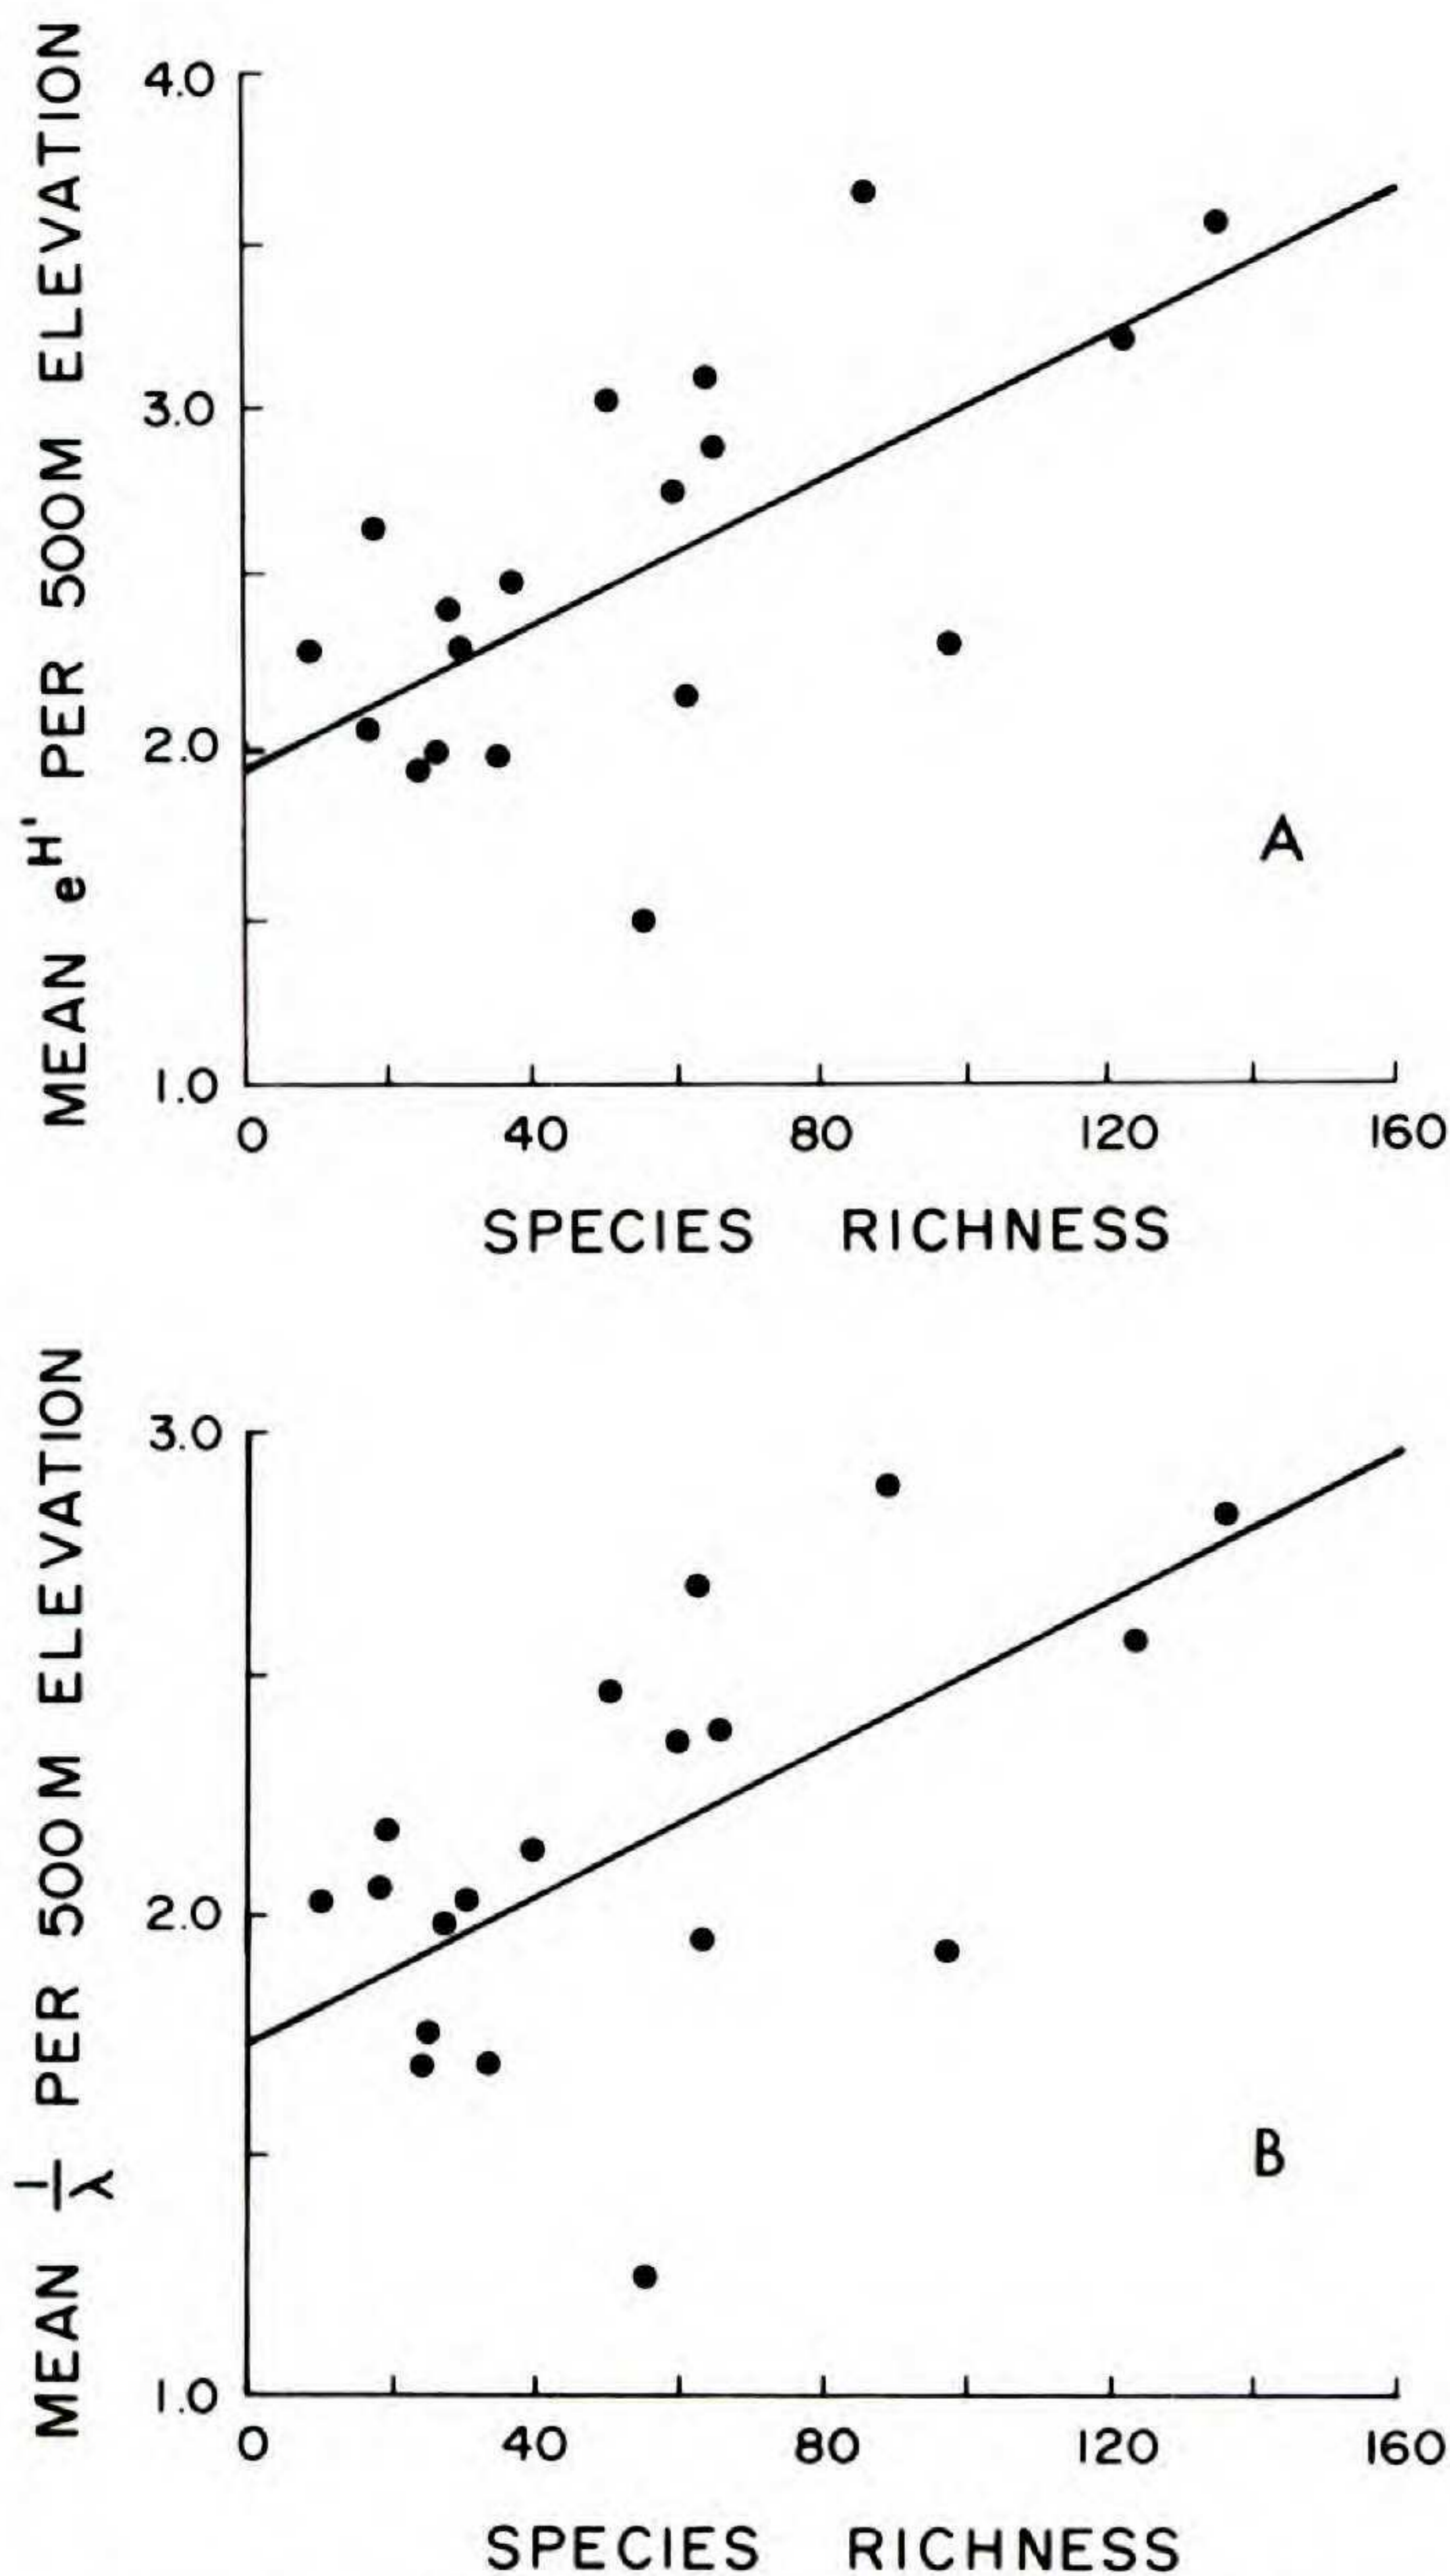 MEAN eH' PER 500M ELEVATION
4.0
3.0
2.0
1.0
0 40 80 120 160
A
SPECIES RICHNESS
MEAN 1/λ PER 500M ELEVATION
3.0
2.0
1.0
0 40 80 120 160
B
SPECIES RICHNESS